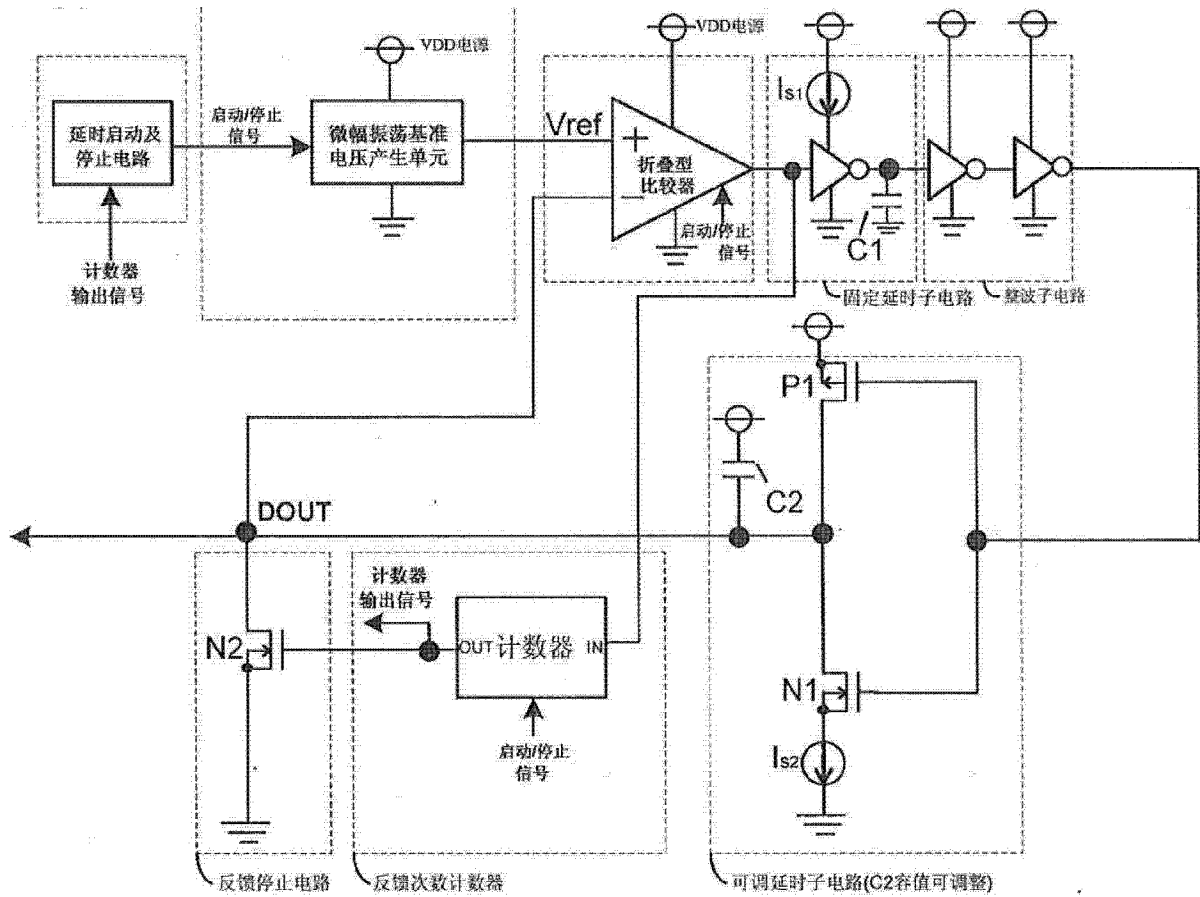 VDD电源
VDD电源
延时启动及
停止电路
启动/停止
信号
微幅振荡基准
电压产生单元
Vref
折叠型
比较器
启动/停止
信号
Is1
C1
计数器
输出信号
固定延时子电路
整波子电路
P1
C2
DOUT
计数器
输出信号
N2
OUT 计数器 IN
N1
启动/停止
信号
Is2
反馈停止电路
反馈次数计数器
可调延时子电路(C2容值可调整)